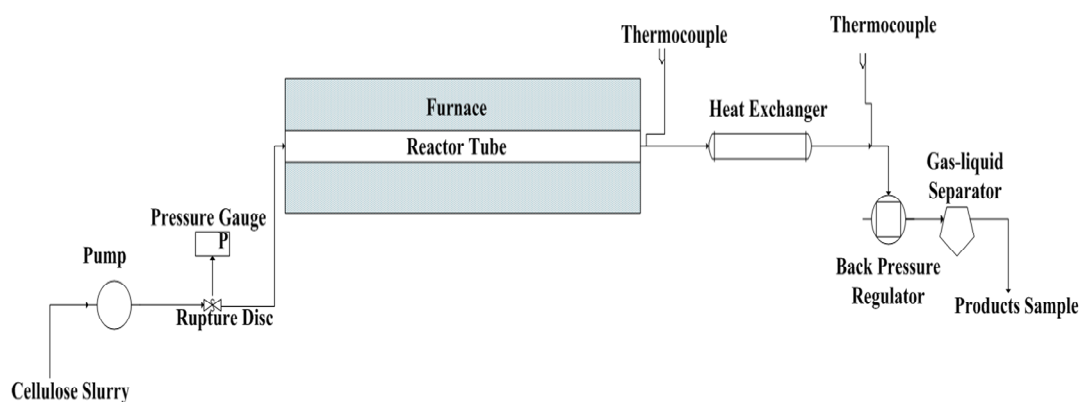 Thermocouple
Thermocouple
Furnace
Heat Exchanger
Reactor Tube
Gas-liquid
Separator
Pressure Gauge
P
Pump
Back Pressure
Regulator
Rupture Disc
Products Sample
Cellulose Slurry